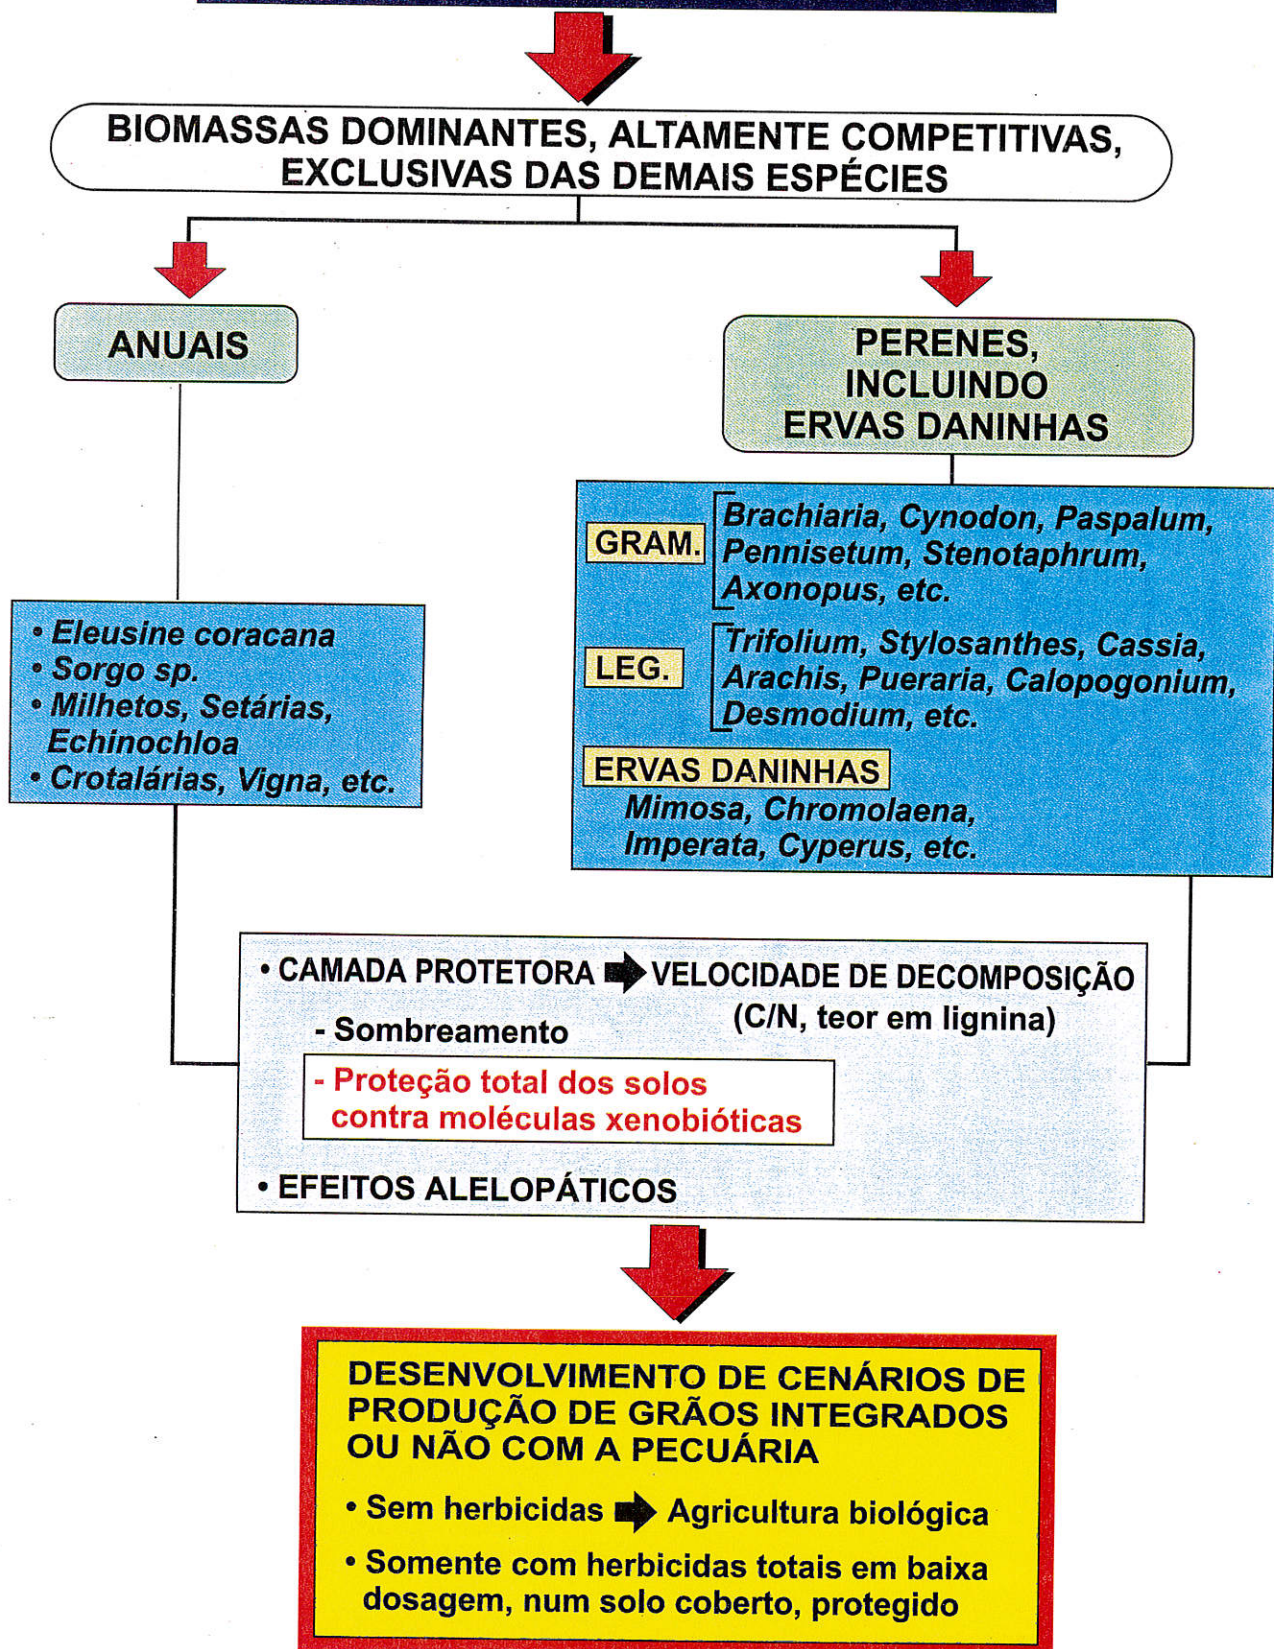 BIOMASSAS DOMINANTES, ALTAMENTE COMPETITIVAS,
EXCLUSIVAS DAS DEMAIS ESPÉCIES
ANUAIS
PERENES,
INCLUINDO
ERVAS DANINHAS
• Eleusine coracana
• Sorgo sp.
• Milhetos, Setárias,
Echinochloa
• Crotalárias, Vigna, etc.
GRAM.
Brachiaria, Cynodon, Paspalum,
Pennisetum, Stenotaphrum,
Axonopus, etc.
LEG.
Trifolium, Stylosanthes, Cassia,
Arachis, Pueraria, Calopogonium,
Desmodium, etc.
ERVAS DANINHAS
Mimosa, Chromolaena,
Imperata, Cyperus, etc.
• CAMADA PROTETORA ➡ VELOCIDADE DE DECOMPOSIÇÃO
(C/N, teor em lignina)
- Sombreamento
- Proteção total dos solos
contra moléculas xenobióticas
• EFEITOS ALELOPÁTICOS
DESENVOLVIMENTO DE CENÁRIOS DE
PRODUÇÃO DE GRÃOS INTEGRADOS
OU NÃO COM A PECUÁRIA
• Sem herbicidas ➡ Agricultura biológica
• Somente com herbicidas totais em baixa
dosagem, num solo coberto, protegido